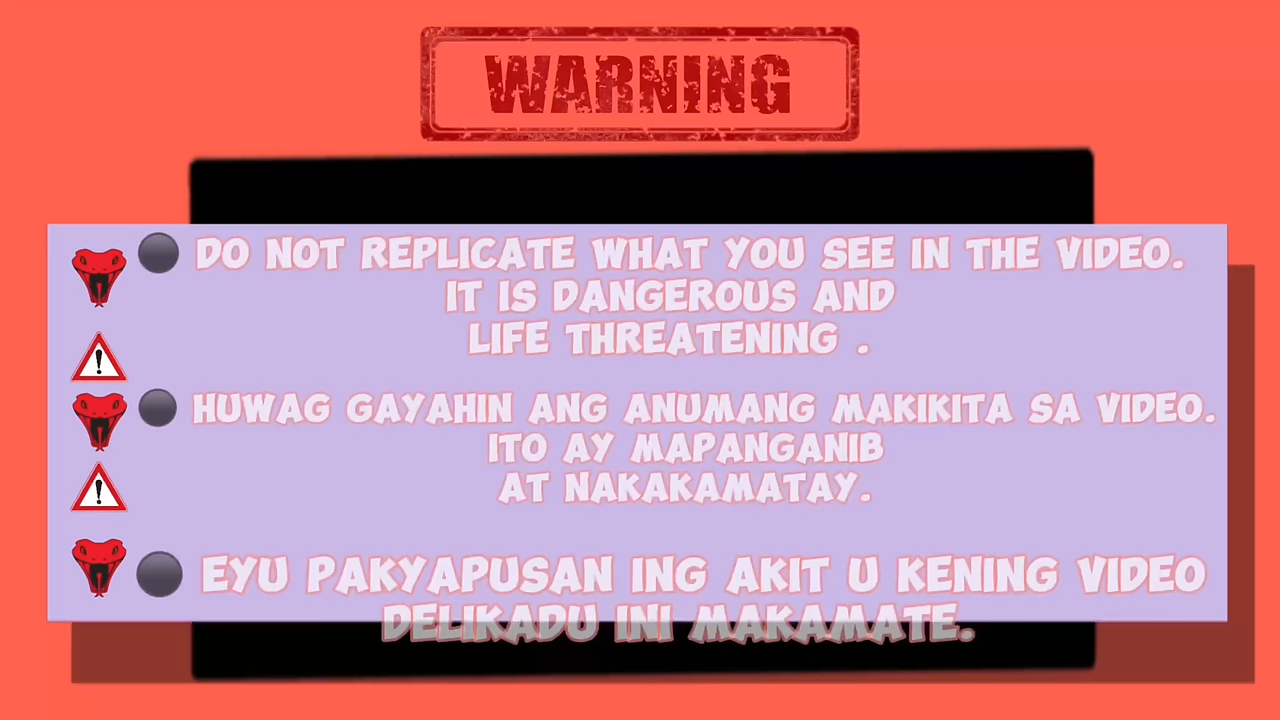 WARNING
DO NOT REPLICATE WHAT YOU SEE IN THE VIDEO.
IT IS DANGEROUS AND
LIFE THREATENING .
HUWAG GAYAHIN ANG ANUMANG MAKIKITA SA VIDEO.
ITO AY MAPANGANIB
AT NAKAKAMATAY.
EYU PAKYAPUSAN ING AKIT U KENING VIDEO
DELIKADU INI MAKAMATE.